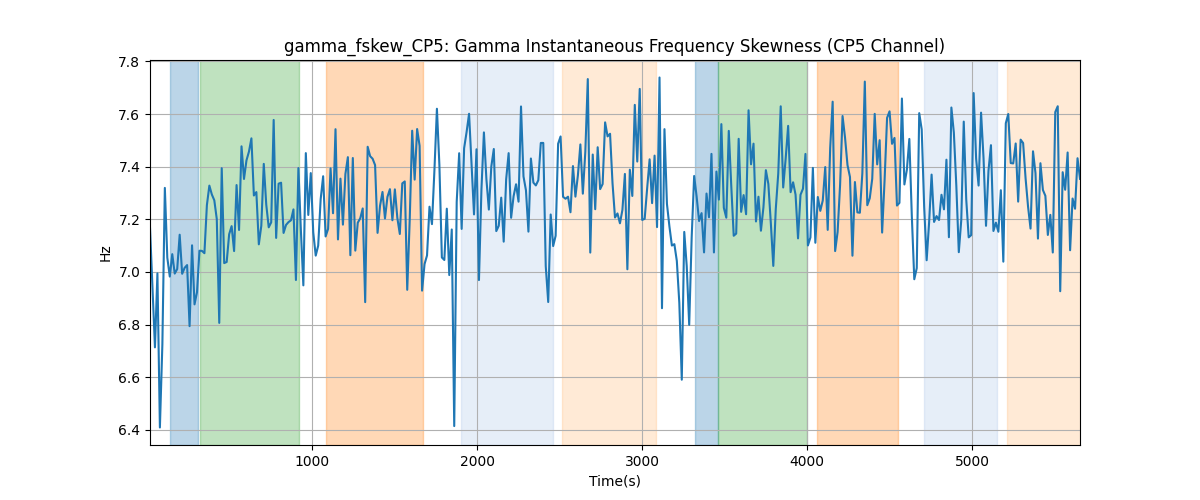 gamma_fskew_CP5: Gamma Instantaneous Frequency Skewness (CP5 Channel)
7.8
7.6
7.4
7.2
7.0
6.8
6.6
6.4
Hz
1000 2000 3000 4000 5000
Time(s)